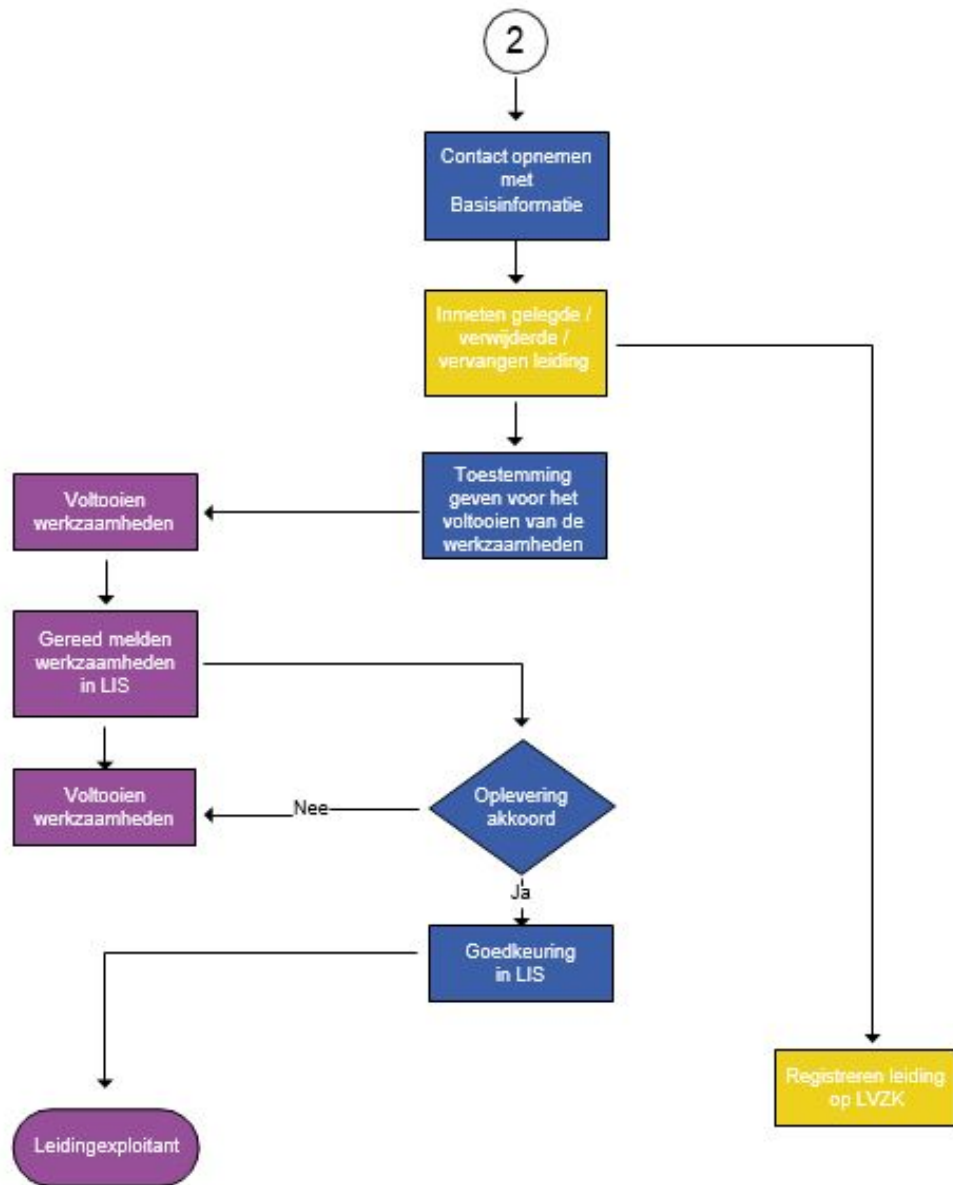 2
Contact opnemen
met
Basisinformatie
Inmeten gelegde /
verwijderde /
vervangen leiding
Toestemming
geven voor het
voltooien van de
werkzaamheden
Voltooien
werkzaamheden
Gereed melden
werkzaamheden
in LIS
Voltooien
werkzaamheden
Nee
Oplevering
akkoord
Ja
Goedkeuring
in LIS
Registreren leiding
op LVZK
Leidingexploitant